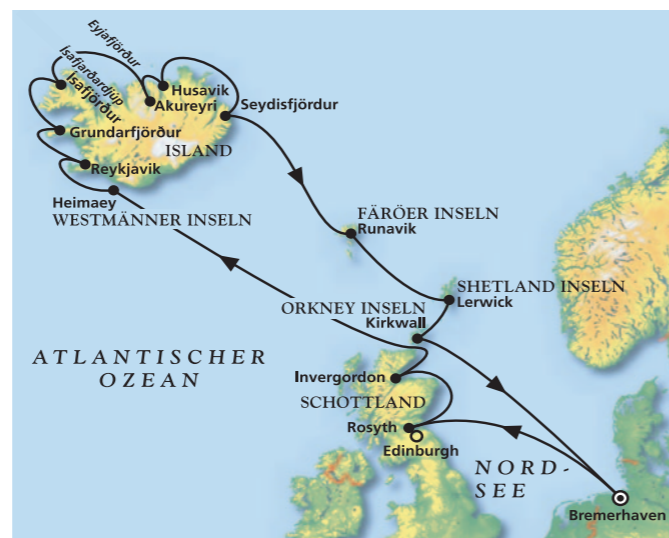 Eyjafjörður
Ísafjarðardjúp
Isafjörður
Husavik
Akureyri
Seydisfjördur
Grundarfjörður
ISLAND
Reykjavik
Heimaey
WESTMÄNNER INSELN
FÄRÖER INSELN
Runavik
SHETLAND INSELN
Lerwick
ORKNEY INSELN
Kirkwall
ATLANTISCHER
OZEAN
Invergordon
SCHOTTLAND
Rosyth
Edinburgh
NORD-
SEE
Bremerhaven